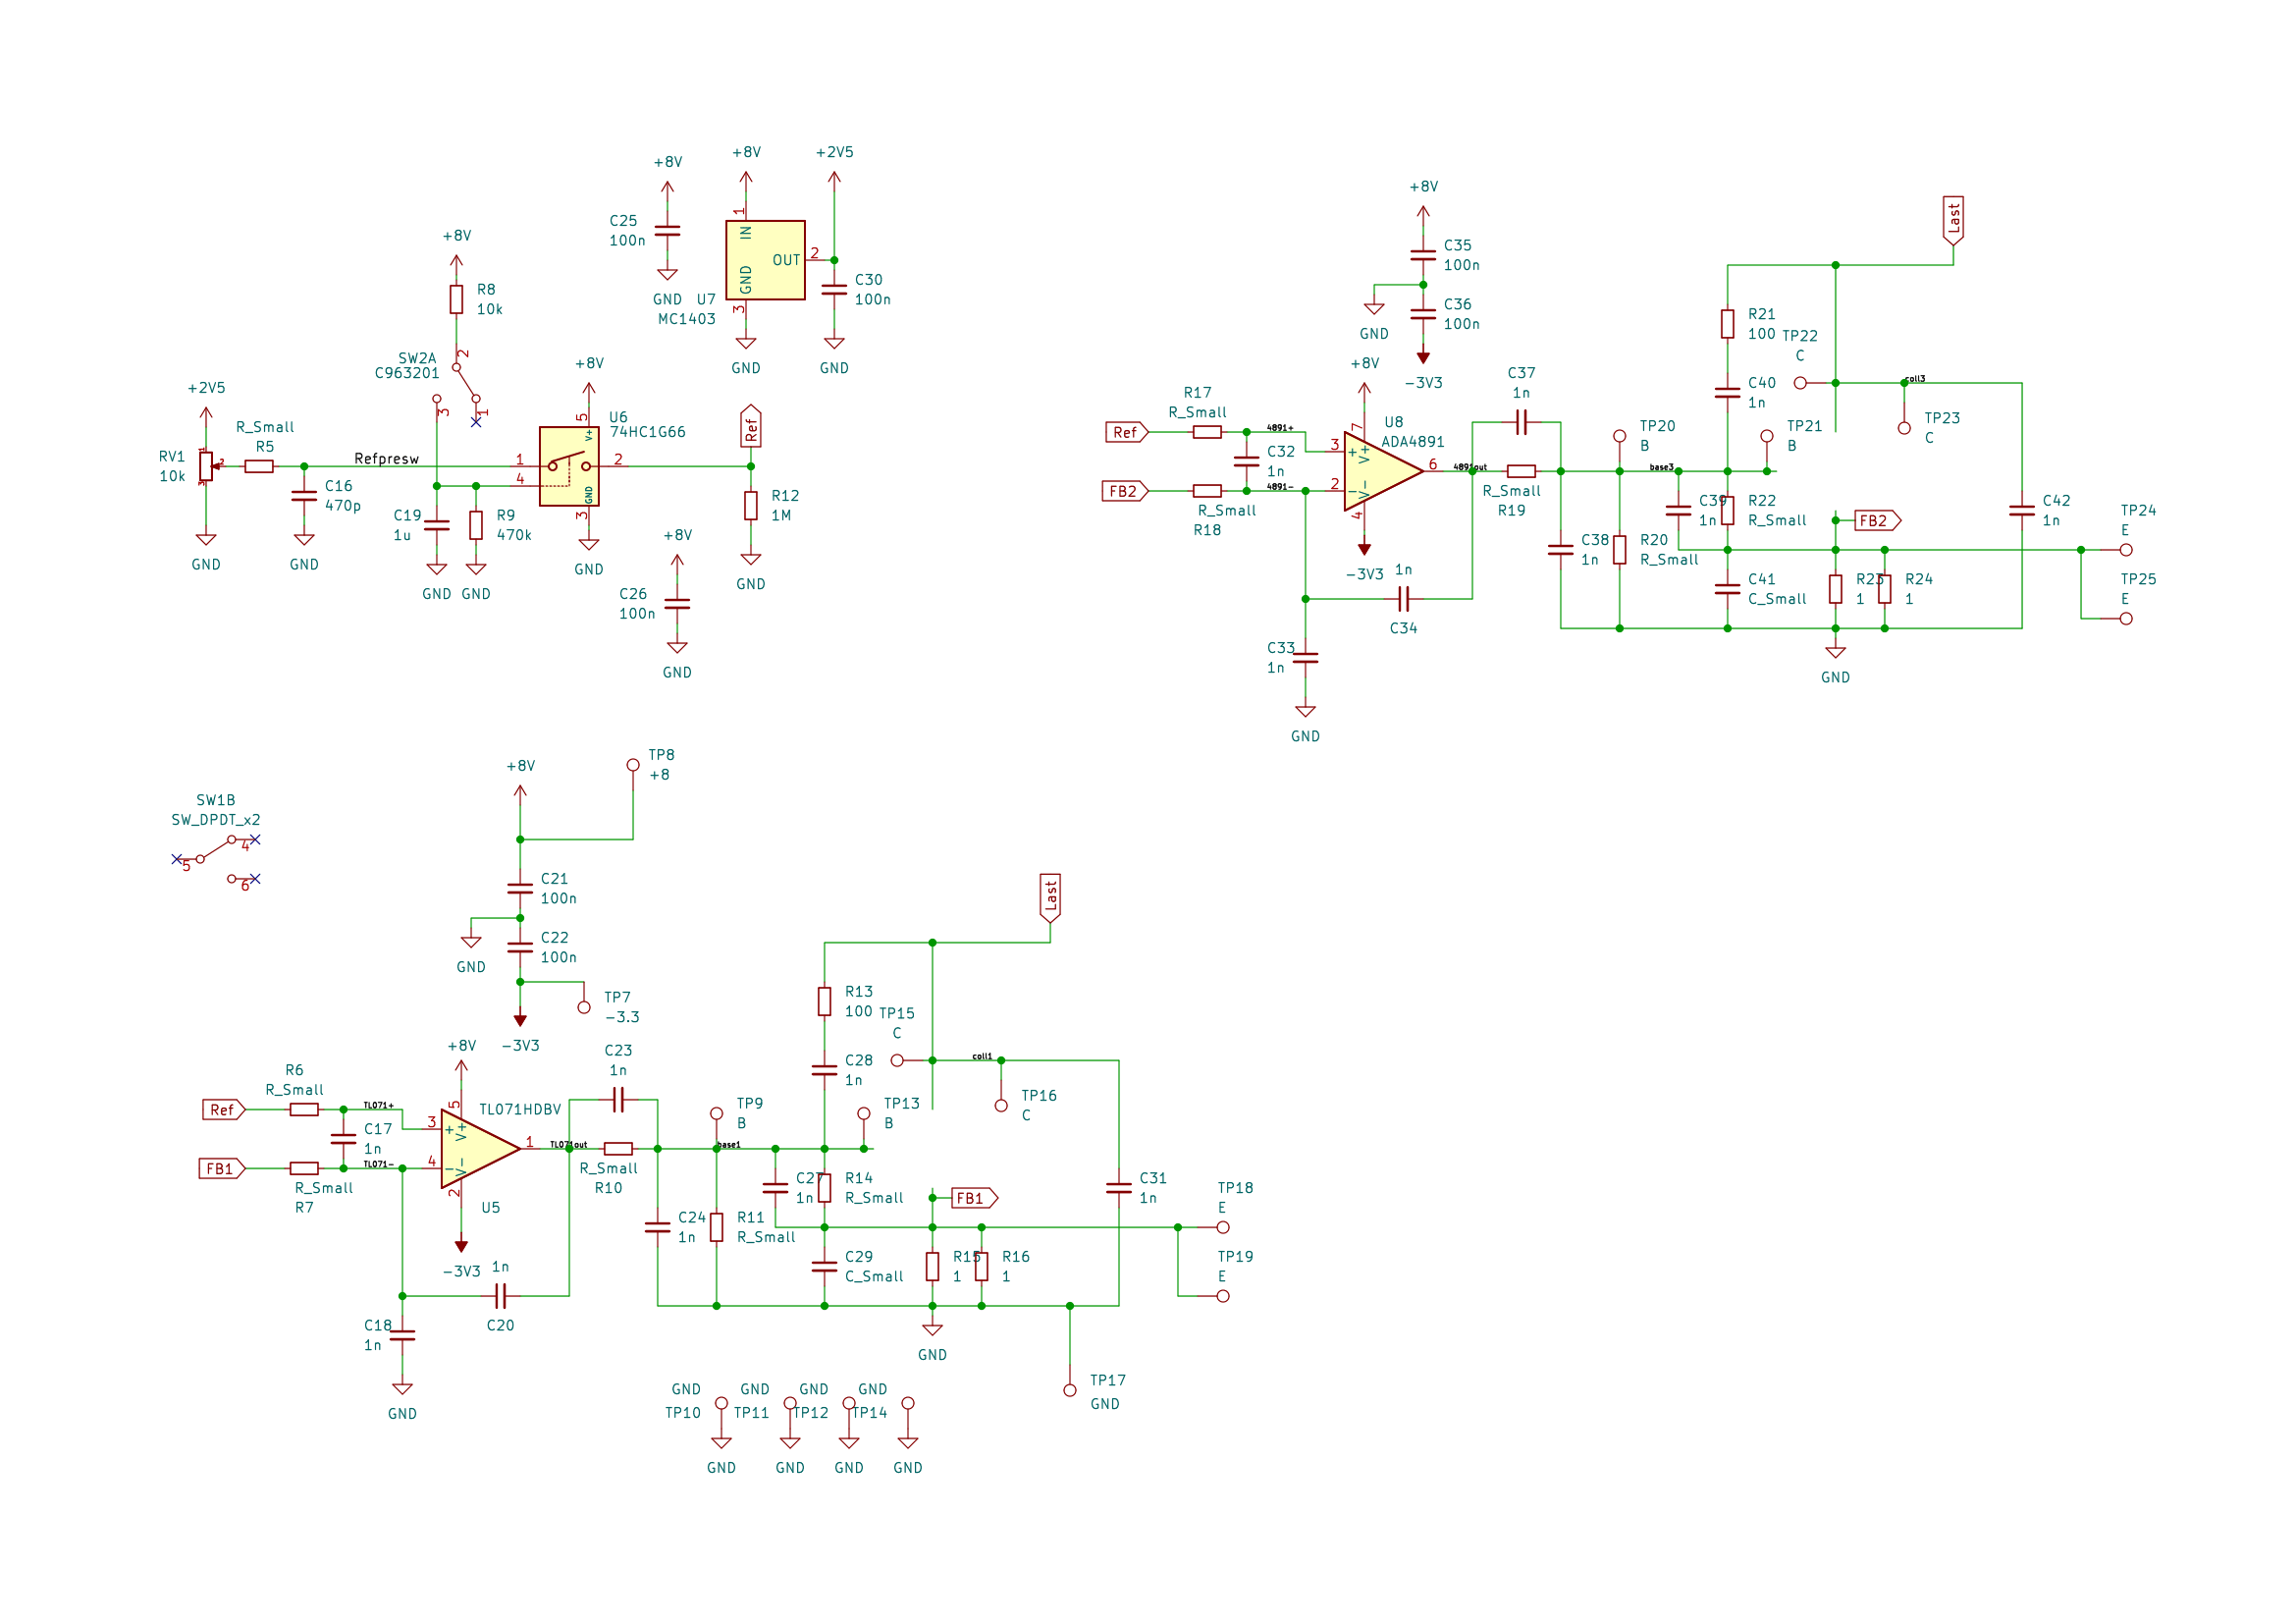 +8V
+8V
+2V5
C25
100n
1
IN
GND
OUT
2
3
GND
U7
MC1403
C30
100n
GND
GND
+8V
R8
10k
2
SW2A
C963201
3
1
+2V5
RV1
10k
1
2
3
GND
R_Small
R5
Refpresw
C16
470p
GND
C19
1u
GND
R9
470k
GND
+8V
U6
74HC1G66
5
V+
1
4
2
GND
3
GND
Ref
R12
1M
GND
+8V
C26
100n
GND
+8V
C35
100n
GND
C36
100n
-3V3
+8V
Ref
R17
R_Small
4891+
C32
1n
FB2
4891-
R_Small
R18
U8
ADA4891
7
V+
3
+
2
-
V-
4
6
-3V3
4891out
C37
1n
R_Small
R19
1n
C34
C33
1n
GND
C38
1n
TP20
B
R20
R_Small
base3
C39
1n
Last
R21
100
C40
1n
TP22
C
TP21
B
R22
R_Small
C41
C_Small
coll3
TP23
C
FB2
R23
1
R24
1
GND
C42
1n
TP24
E
TP25
E
SW1B
SW_DPDT_x2
4
5
6
+8V
TP8
+8
C21
100n
GND
C22
100n
TP7
-3.3
-3V3
+8V
Ref
R6
R_Small
TL071+
C17
1n
FB1
TL071-
R_Small
R7
TL071HDBV
5
V+
3
+
4
-
V-
2
1
U5
-3V3
TL071out
C23
1n
R_Small
R10
1n
C20
C18
1n
GND
C24
1n
TP9
B
R11
R_Small
base1
C27
1n
Last
R13
100
TP15
C
C28
1n
TP13
B
R14
R_Small
C29
C_Small
coll1
TP16
C
FB1
R15
1
R16
1
GND
C31
1n
TP18
E
TP19
E
TP17
GND
GND
TP10
GND
GND
TP11
GND
GND
TP12
GND
GND
TP14
GND